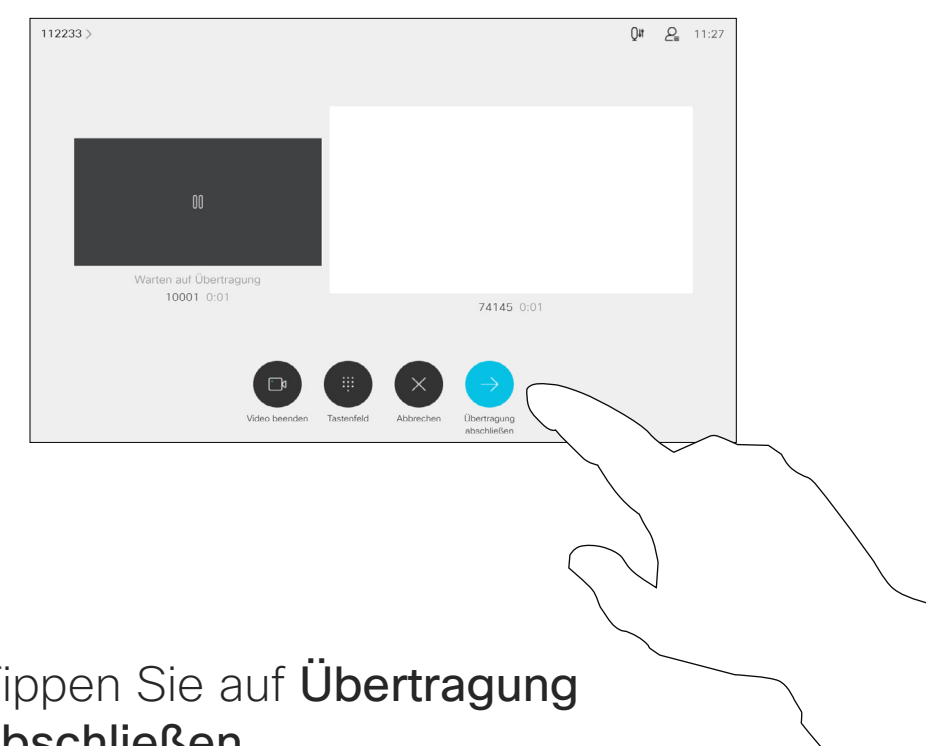 112233 >
11:27
Warten auf Übertragung
10001 0:01
74145 0:01
Video beenden
Tastenfeld
Abbrechen
Übertragung
abschließen
ippen Sie auf Übertragung
bschließen